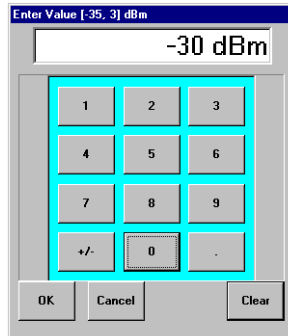 Enter Value [-35, 3] dBm
-30 dBm
1 2 3
4 5 6
7 8 9
+/- 0 .
OK Cancel Clear